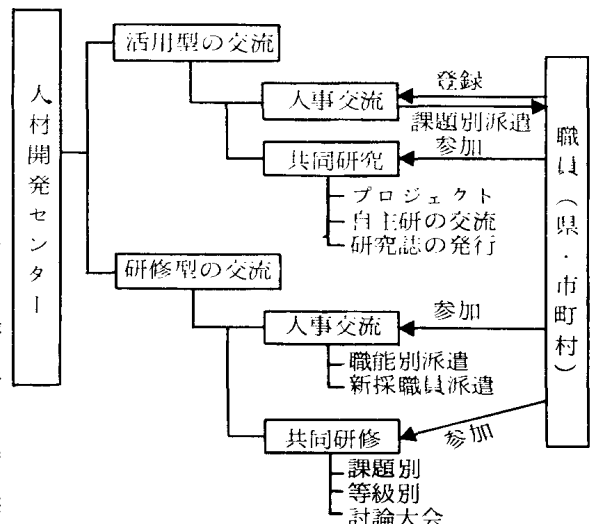 人材開発センター
活用型の交流
人事交流
登録
課題別派遣
共同研究
参加
プロジェクト
自主研の交流
研究誌の発行
研修型の交流
人事交流
参加
職能別派遣
新採職員派遣
共同研修
参加
課題別
等級別
討論大会
職員（県・市町村）